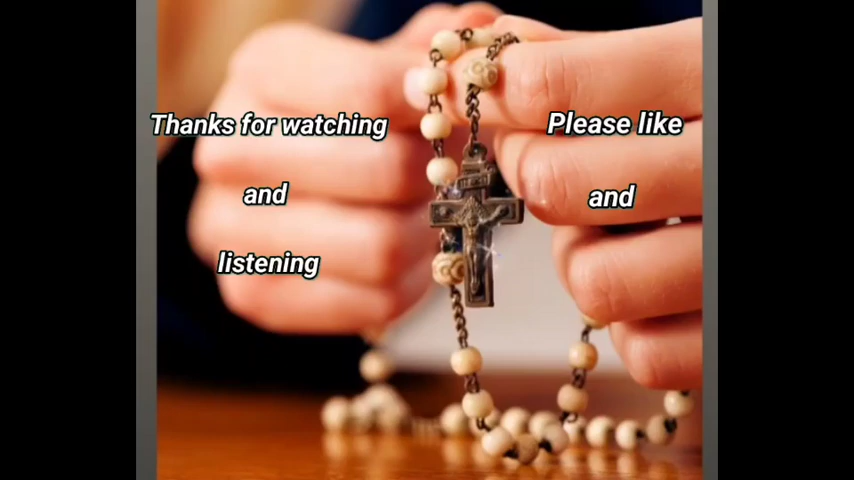 Thanks for watching
and
listening
Please like
and